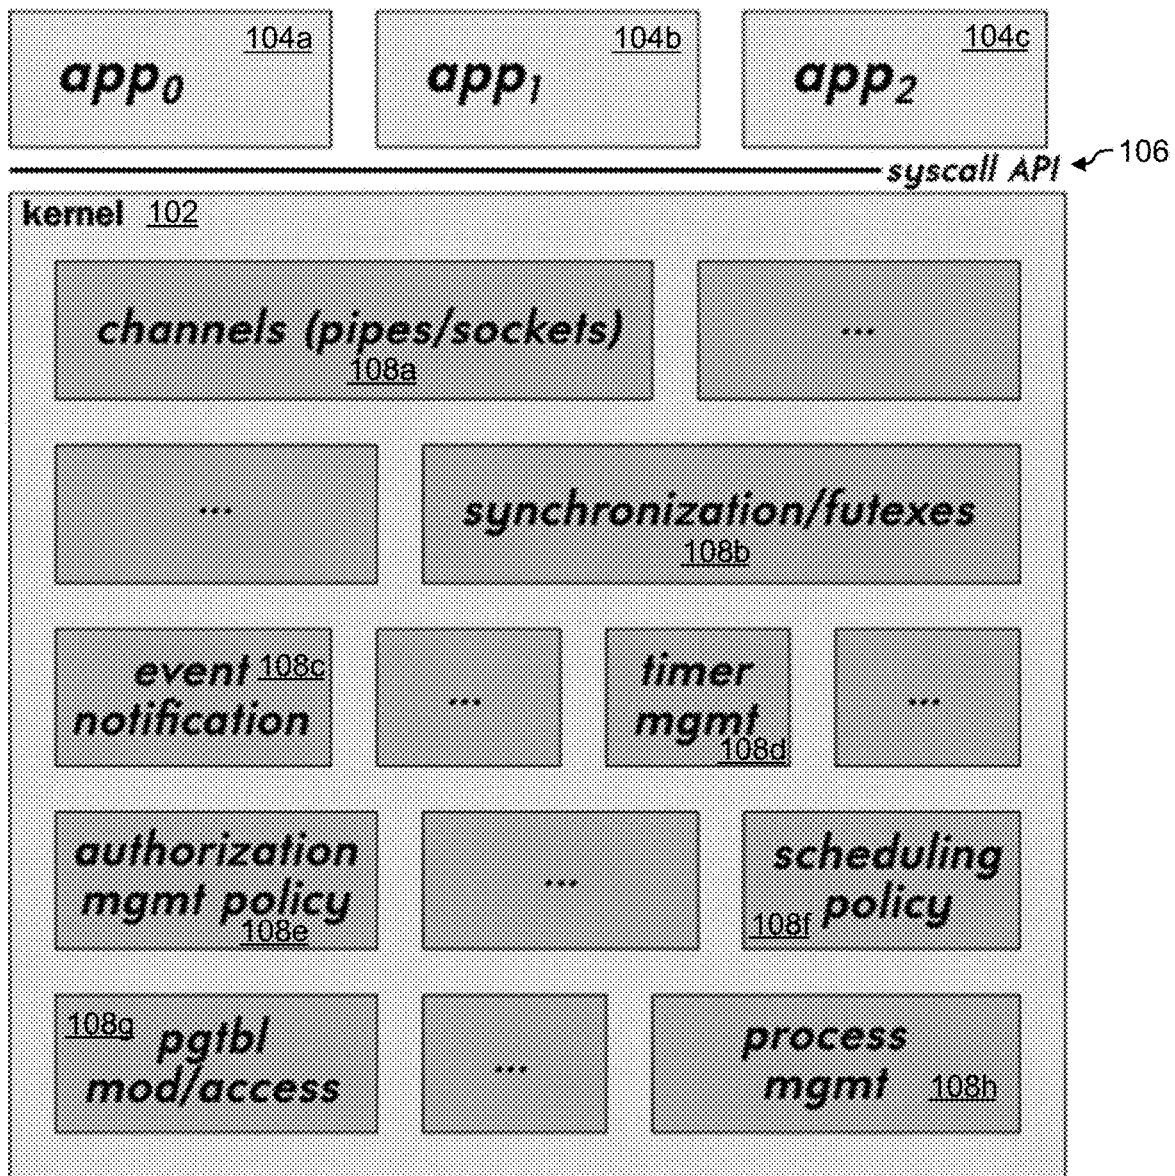 104a
app0
104b
app1
104c
app2
syscall API
106
kernel 102
channels (pipes/sockets)
108a
...
...
synchronization/futexes
108b
event 108c
notification
...
timer
mgmt
108d
...
authorization
mgmt policy
108e
...
scheduling
policy
108f
108g
pgtbl
mod/access
...
process
mgmt
108h